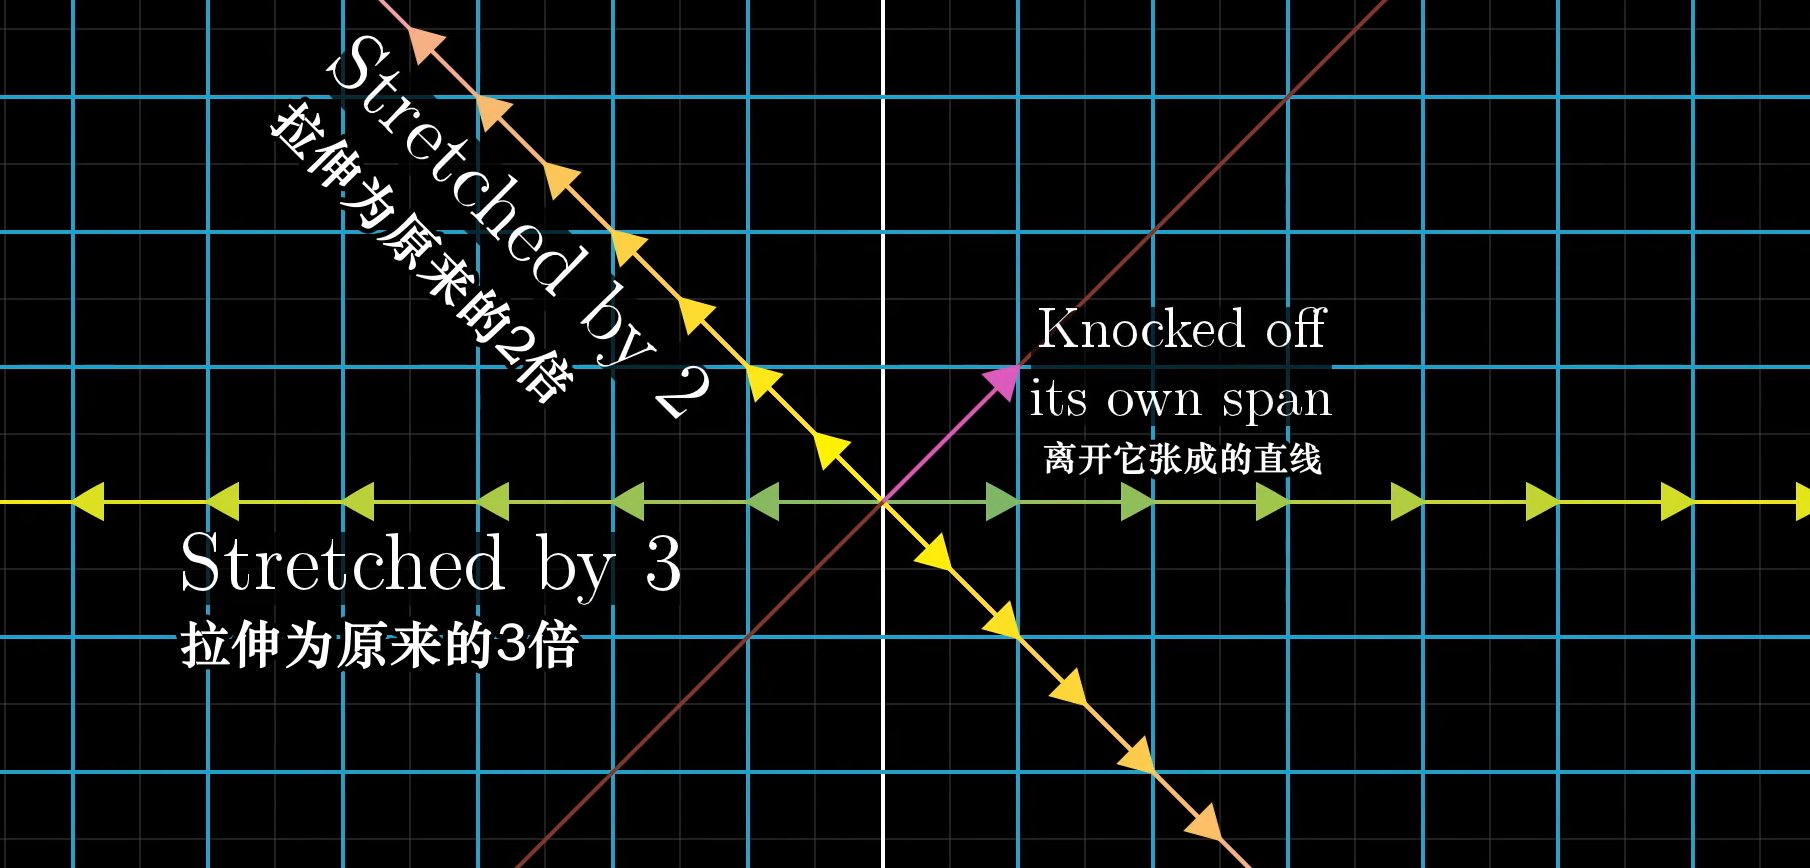 Stretched by 2
拉伸为原来的2倍
Knocked off
its own span
离开它张成的直线
Stretched by 3
拉伸为原来的3倍